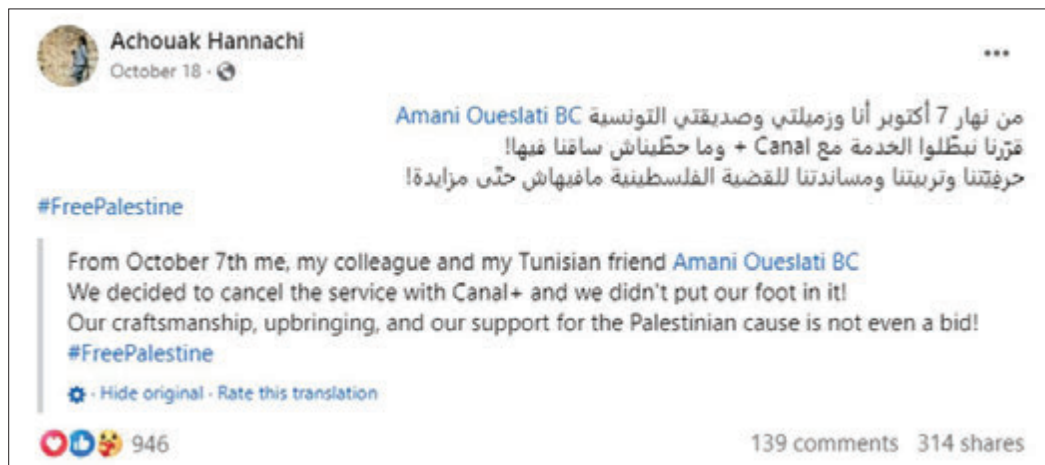 Achouak Hannachi
October 18 ·
من نهار 7 أكتوبر أنا وزميلتي وصديقتي التونسية Amani Oueslati BC
قرّرنا نبطّلوا الخدمة مع Canal + وما حطّيناش ساقنا فيها!
حرفيّتنا وتربيتنا ومساندتنا للقضية الفلسطينية مافيهاش حتّى مزايدة!
#FreePalestine
From October 7th me, my colleague and my Tunisian friend Amani Oueslati BC
We decided to cancel the service with Canal+ and we didn't put our foot in it!
Our craftsmanship, upbringing, and our support for the Palestinian cause is not even a bid!
#FreePalestine
· Hide original · Rate this translation
946
139 comments 314 shares